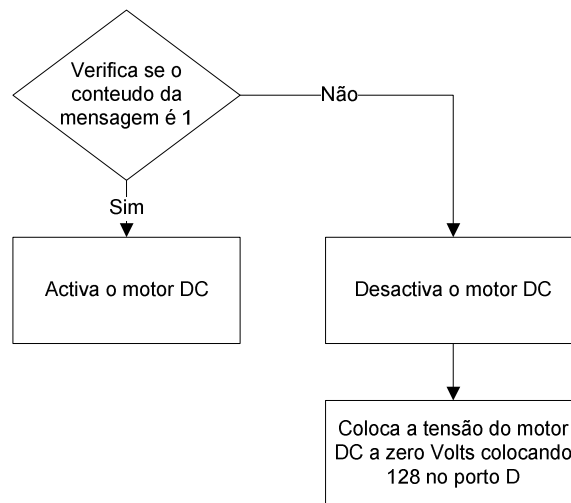 Verifica se o
conteudo da
mensagem é 1
Não
Sim
Activa o motor DC
Desactiva o motor DC
Coloca a tensão do motor
DC a zero Volts colocando
128 no porto D